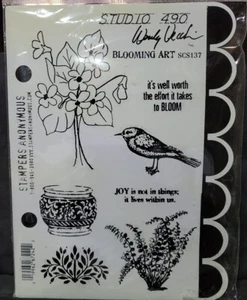 STUDIO 490
Wendy Vecchi
BLOOMING ART SCS137
it's well worth
the effort it takes
to BLOOM
JOY is not in things;
it lives within us.
STAMPERS ANONYMOUS